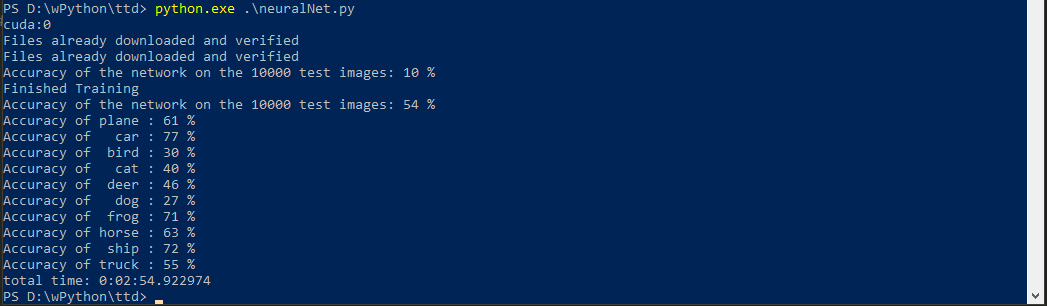 PS D:\wPython\ttd> python.exe .\neuralNet.py
cuda:0
Files already downloaded and verified
Files already downloaded and verified
Accuracy of the network on the 10000 test images: 10 %
Finished Training
Accuracy of the network on the 10000 test images: 54 %
Accuracy of plane : 61 %
Accuracy of   car : 77 %
Accuracy of  bird : 30 %
Accuracy of   cat : 40 %
Accuracy of  deer : 46 %
Accuracy of   dog : 27 %
Accuracy of  frog : 71 %
Accuracy of horse : 63 %
Accuracy of  ship : 72 %
Accuracy of truck : 55 %
total time: 0:02:54.922974
PS D:\wPython\ttd>